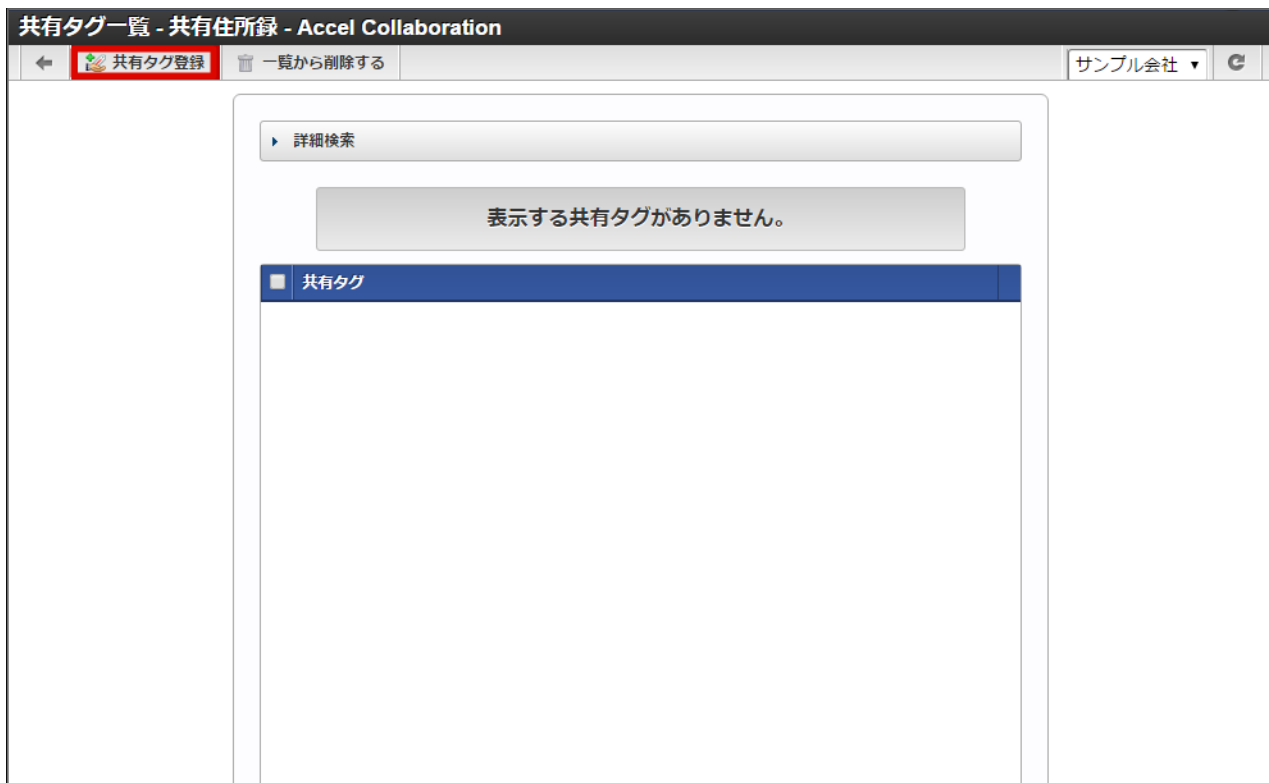 共有タグ一覧 - 共有住所録 - Accel Collaboration
共有タグ登録 一覧から削除する サンプル会社
詳細検索
表示する共有タグがありません。
共有タグ